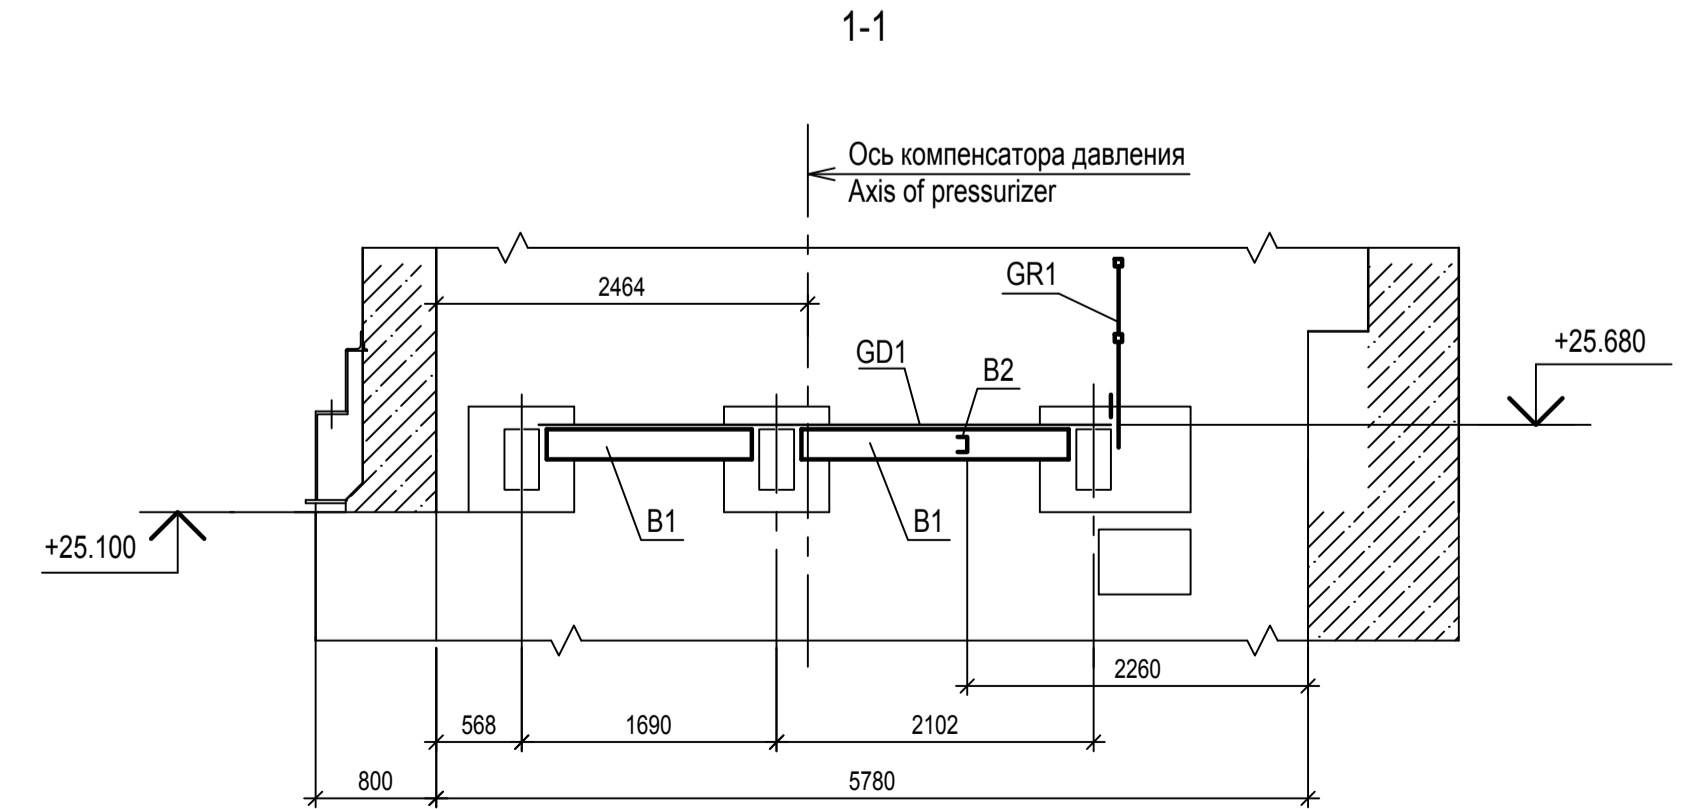 1-1
Ось компенсатора давления
Axis of pressurizer
2464
GR1
GD1
B2
+25.680
B1
B1
+25.100
2260
568
1690
2102
800
5780